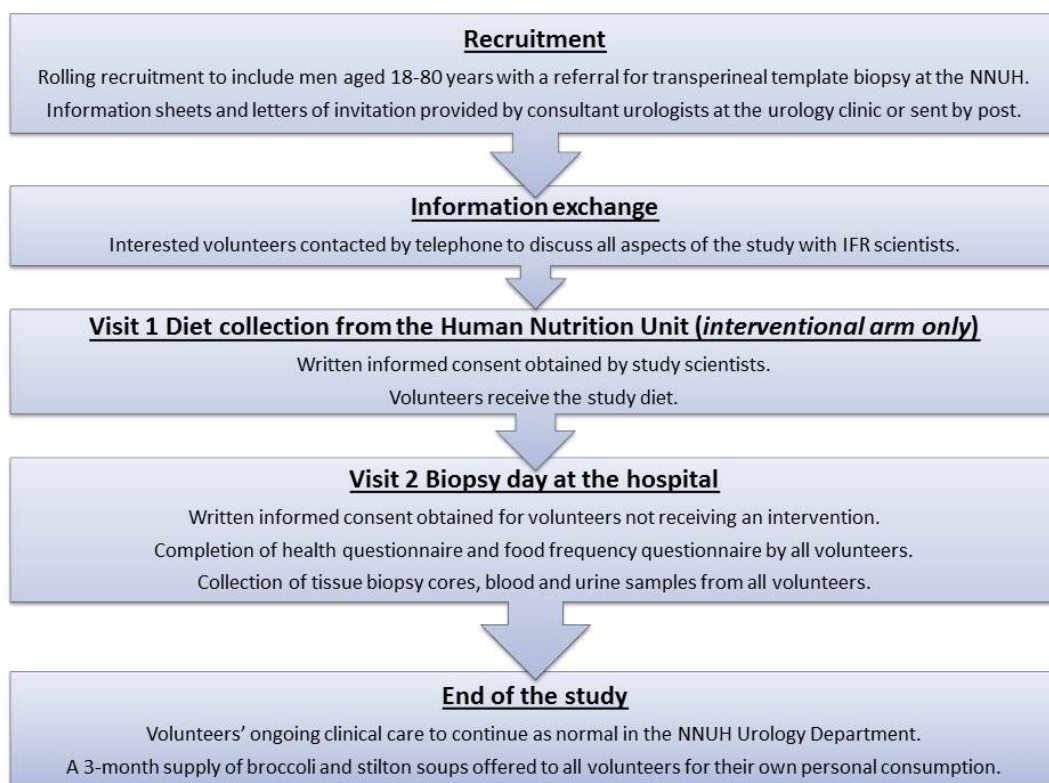 Recruitment
Rolling recruitment to include men aged 18-80 years with a referral for transperineal template biopsy at the NNUH.
Information sheets and letters of invitation provided by consultant urologists at the urology clinic or sent by post.
Information exchange
Interested volunteers contacted by telephone to discuss all aspects of the study with IFR scientists.
Visit 1 Diet collection from the Human Nutrition Unit (interventional arm only)
Written informed consent obtained by study scientists.
Volunteers receive the study diet.
Visit 2 Biopsy day at the hospital
Written informed consent obtained for volunteers not receiving an intervention.
Completion of health questionnaire and food frequency questionnaire by all volunteers.
Collection of tissue biopsy cores, blood and urine samples from all volunteers.
End of the study
Volunteers’ ongoing clinical care to continue as normal in the NNUH Urology Department.
A 3-month supply of broccoli and stilton soups offered to all volunteers for their own personal consumption.